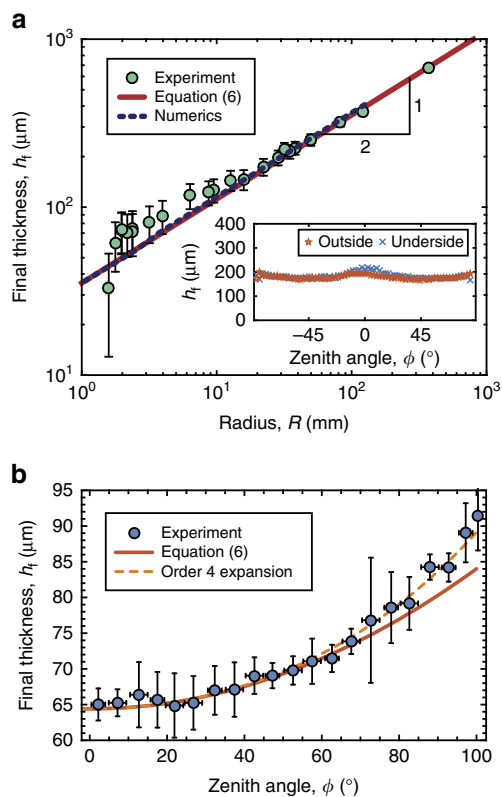 a
10³
10²
10¹
Final thickness, h_f (μm)
Experiment
Equation (6)
Numerics
1
2
400
300
200
100
0
h_f (μm)
Outside
Underside
−45
0
45
Zenith angle, ϕ (°)
10⁰
10¹
10²
10³
Radius, R (mm)
b
95
90
85
80
75
70
65
60
Final thickness, h_f (μm)
Experiment
Equation (6)
Order 4 expansion
0
20
40
60
80
100
Zenith angle, ϕ (°)